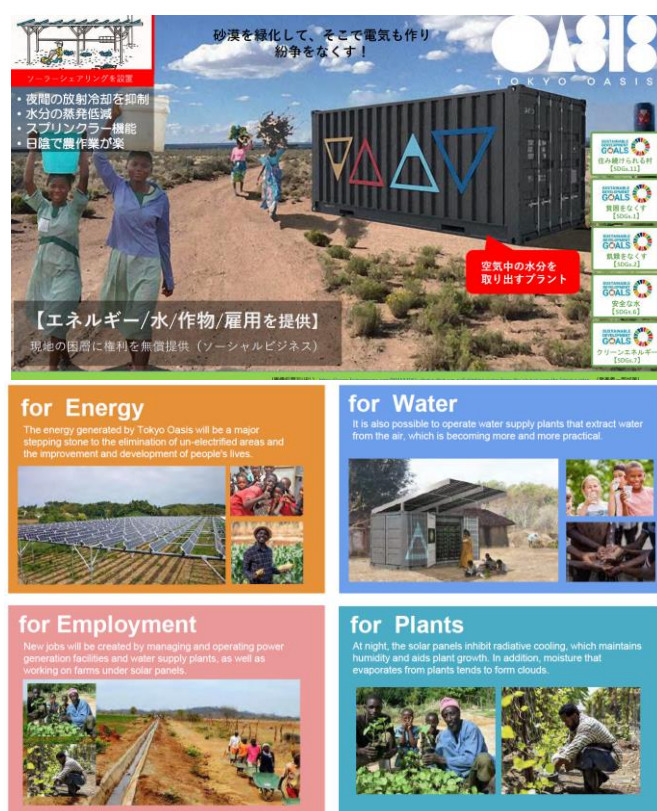 砂漠を緑化して、そこで電気も作り
紛争をなくす！
OASIS
TOKYO OASIS
ソーラーシェアリングを設置
・夜間の放射冷却を抑制
・水分の蒸発低減
・スプリンクラー機能
・日陰で農作業が楽
SUSTAINABLE
DEVELOPMENT
GOALS
住み続けられる村
【SDGs.11】
SUSTAINABLE
DEVELOPMENT
GOALS
貧困をなくす
【SDGs.1】
SUSTAINABLE
DEVELOPMENT
GOALS
飢餓をなくす
【SDGs.2】
SUSTAINABLE
DEVELOPMENT
GOALS
安全な水
【SDGs.6】
SUSTAINABLE
DEVELOPMENT
GOALS
クリーンエネルギー
【SDGs.7】
空気中の水分を
取り出すプラント
【エネルギー/水/作物/雇用を提供】
現地の国層に権利を無償提供（ソーシャルビジネス）
for Energy
The energy generated by Tokyo Oasis will be a major
stepping stone to the elimination of un-electrified areas and
the improvement and development of people's lives.
for Water
It is also possible to operate water supply plants that extract water
from the air, which is becoming more and more practical.
for Employment
New jobs will be created by managing and operating power
generation facilities and water supply plants, as well as
working on farms under solar panels.
for Plants
At night, the solar panels inhibit radiative cooling, which maintains
humidity and aids plant growth. In addition, moisture that
evaporates from plants tends to form clouds.